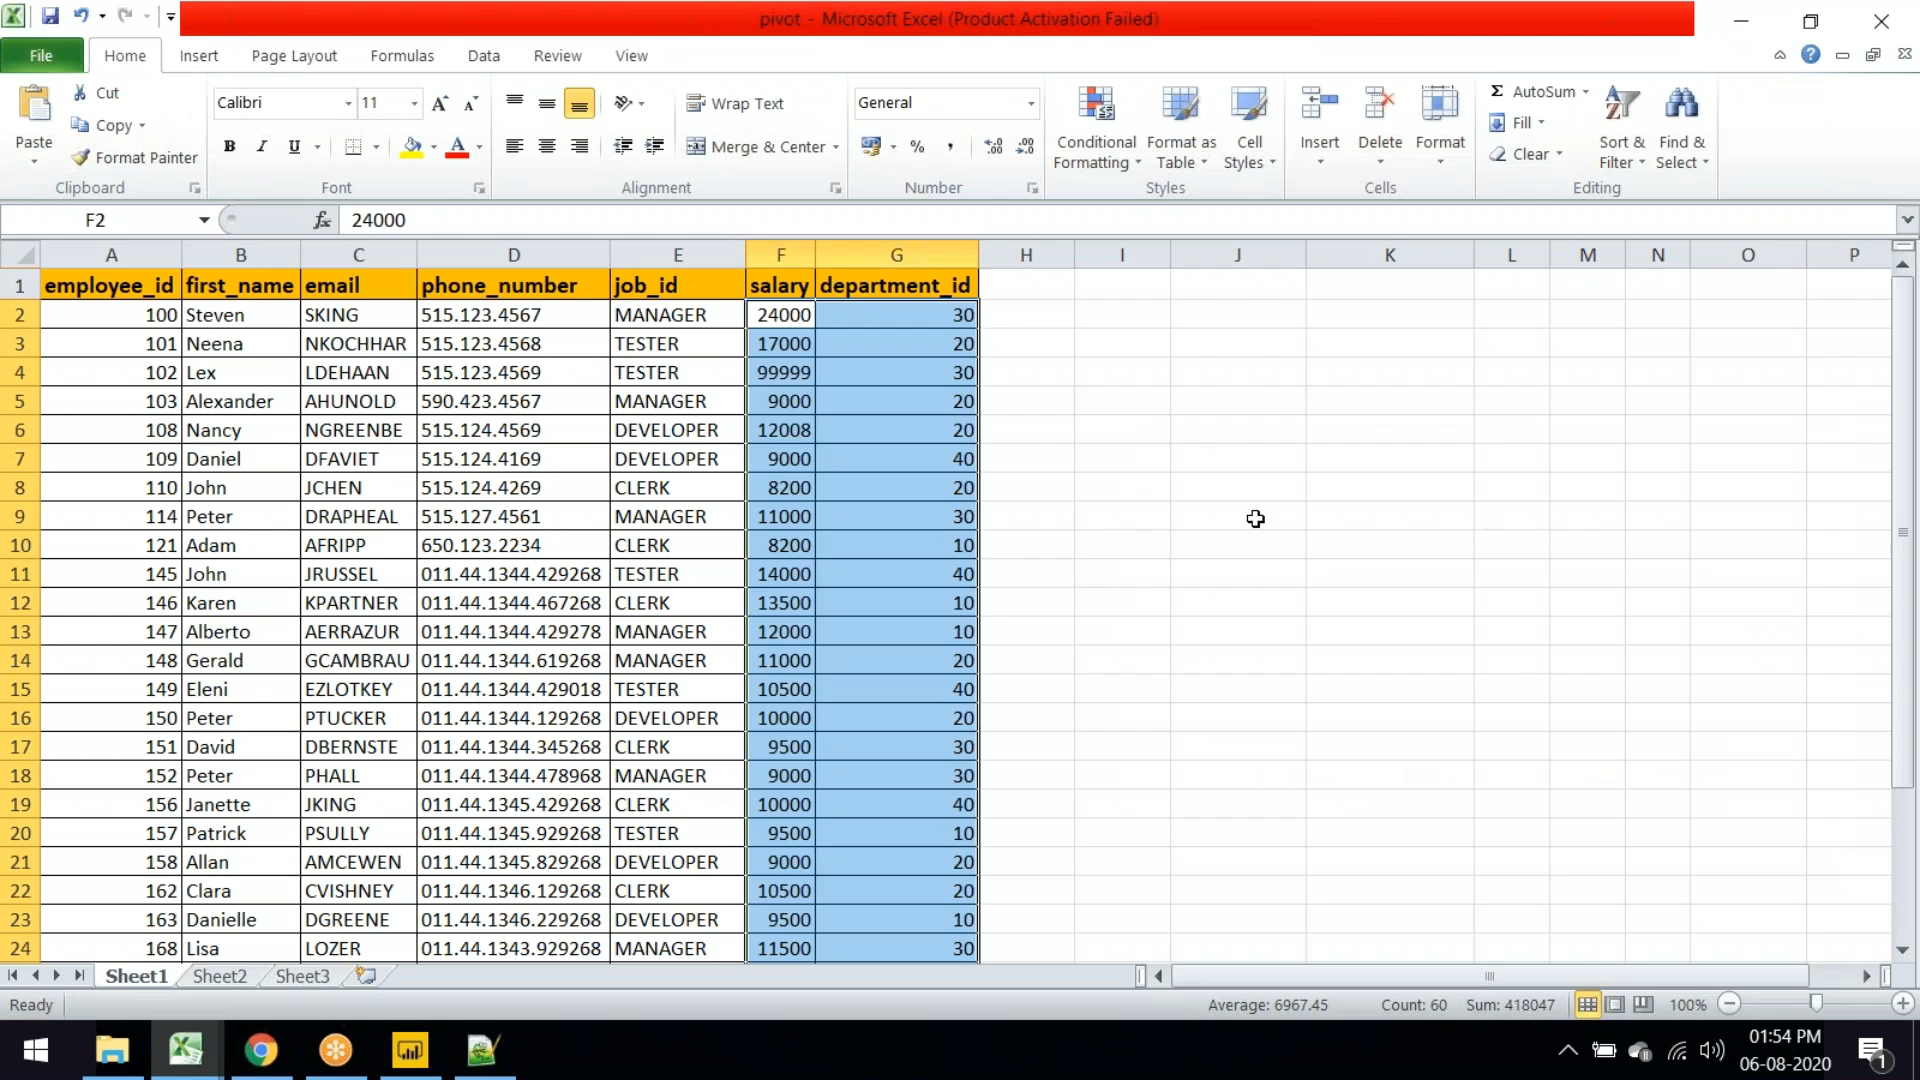 pivot - Microsoft Excel (Product Activation Failed)
File Home Insert Page Layout Formulas Data Review View
Cut
Copy
Format Painter
Paste
Clipboard
Calibri 11
B I U A
Font
Wrap Text
Merge & Center
Alignment
General
% ,
Number
Conditional Formatting
Format as Table
Cell Styles
Styles
Insert Delete Format
Cells
Σ AutoSum
Fill
Clear
Sort & Filter
Find & Select
Editing
F2 fx 24000
A B C D E F G H I J K L M N O P
1 employee_id first_name email phone_number job_id salary department_id
2 100 Steven SKING 515.123.4567 MANAGER 24000 30
3 101 Neena NKOCHHAR 515.123.4568 TESTER 17000 20
4 102 Lex LDEHAAN 515.123.4569 TESTER 99999 30
5 103 Alexander AHUNOLD 590.423.4567 MANAGER 9000 20
6 108 Nancy NGREENBE 515.124.4569 DEVELOPER 12008 20
7 109 Daniel DFAVIET 515.124.4169 DEVELOPER 9000 40
8 110 John JCHEN 515.124.4269 CLERK 8200 20
9 114 Peter DRAPHEAL 515.127.4561 MANAGER 11000 30
10 121 Adam AFRIPP 650.123.2234 CLERK 8200 10
11 145 John JRUSSEL 011.44.1344.429268 TESTER 14000 40
12 146 Karen KPARTNER 011.44.1344.467268 CLERK 13500 10
13 147 Alberto AERRAZUR 011.44.1344.429278 MANAGER 12000 10
14 148 Gerald GCAMBRAU 011.44.1344.619268 MANAGER 11000 20
15 149 Eleni EZLOTKEY 011.44.1344.429018 TESTER 10500 40
16 150 Peter PTUCKER 011.44.1344.129268 DEVELOPER 10000 20
17 151 David DBERNSTE 011.44.1344.345268 CLERK 9500 30
18 152 Peter PHALL 011.44.1344.478968 MANAGER 9000 30
19 156 Janette JKING 011.44.1345.429268 CLERK 10000 40
20 157 Patrick PSULLY 011.44.1345.929268 TESTER 9500 10
21 158 Allan AMCEWEN 011.44.1345.829268 DEVELOPER 9000 20
22 162 Clara CVISHNEY 011.44.1346.129268 CLERK 10500 20
23 163 Danielle DGREENE 011.44.1346.229268 DEVELOPER 9500 10
24 168 Lisa LOZER 011.44.1343.929268 MANAGER 11500 30
Sheet1 Sheet2 Sheet3
Ready Average: 6967.45 Count: 60 Sum: 418047 100%
01:54 PM
06-08-2020
1